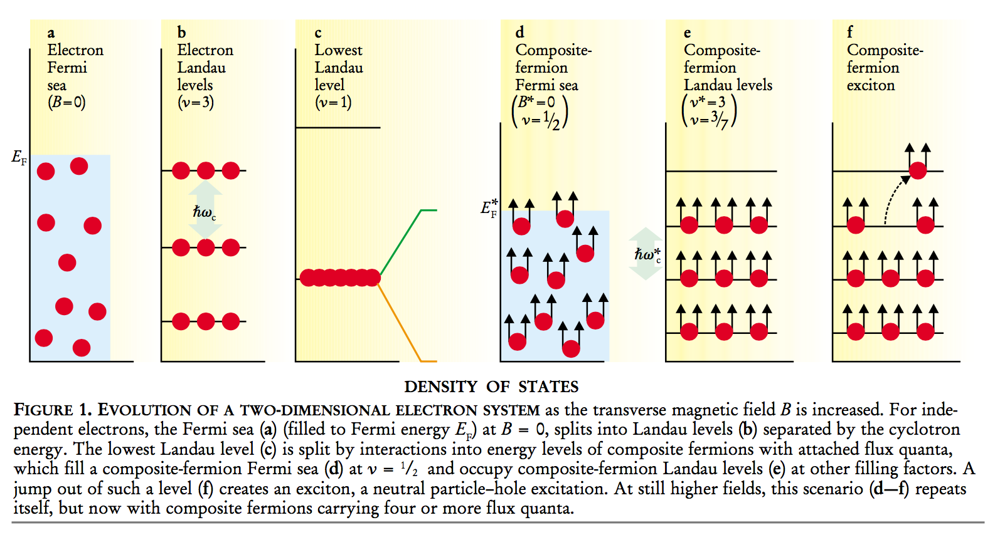 a
Electron
Fermi
sea
(B=0)
b
Electron
Landau
levels
(ν=3)
c
Lowest
Landau
level
(ν=1)
d
Composite-
fermion
Fermi sea
(B*=0
ν=1/2)
e
Composite-
fermion
Landau levels
(ν*=3
ν=3/7)
f
Composite-
fermion
exciton
E_F
ħω_c
E*_F
ħω*_c
DENSITY OF STATES
FIGURE 1. EVOLUTION OF A TWO-DIMENSIONAL ELECTRON SYSTEM as the transverse magnetic field B is increased. For inde-
pendent electrons, the Fermi sea (a) (filled to Fermi energy E_F) at B = 0, splits into Landau levels (b) separated by the cyclotron
energy. The lowest Landau level (c) is split by interactions into energy levels of composite fermions with attached flux quanta,
which fill a composite-fermion Fermi sea (d) at ν = 1/2 and occupy composite-fermion Landau levels (e) at other filling factors. A
jump out of such a level (f) creates an exciton, a neutral particle–hole excitation. At still higher fields, this scenario (d—f) repeats
itself, but now with composite fermions carrying four or more flux quanta.